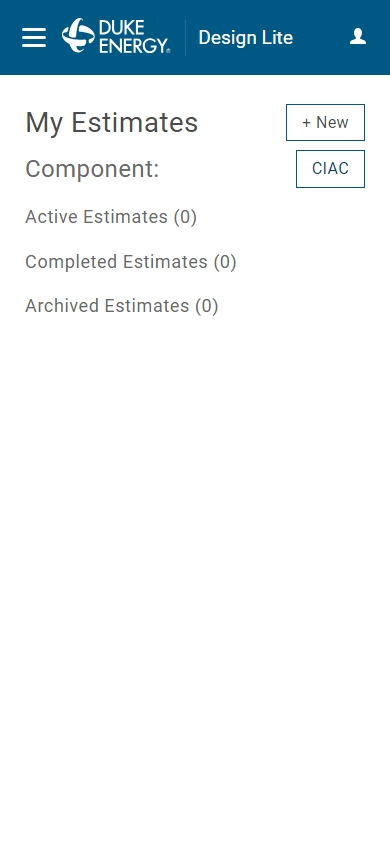 DUKE
ENERGY®
Design Lite
My Estimates
+ New
Component:
CIAC
Active Estimates (0)
Completed Estimates (0)
Archived Estimates (0)